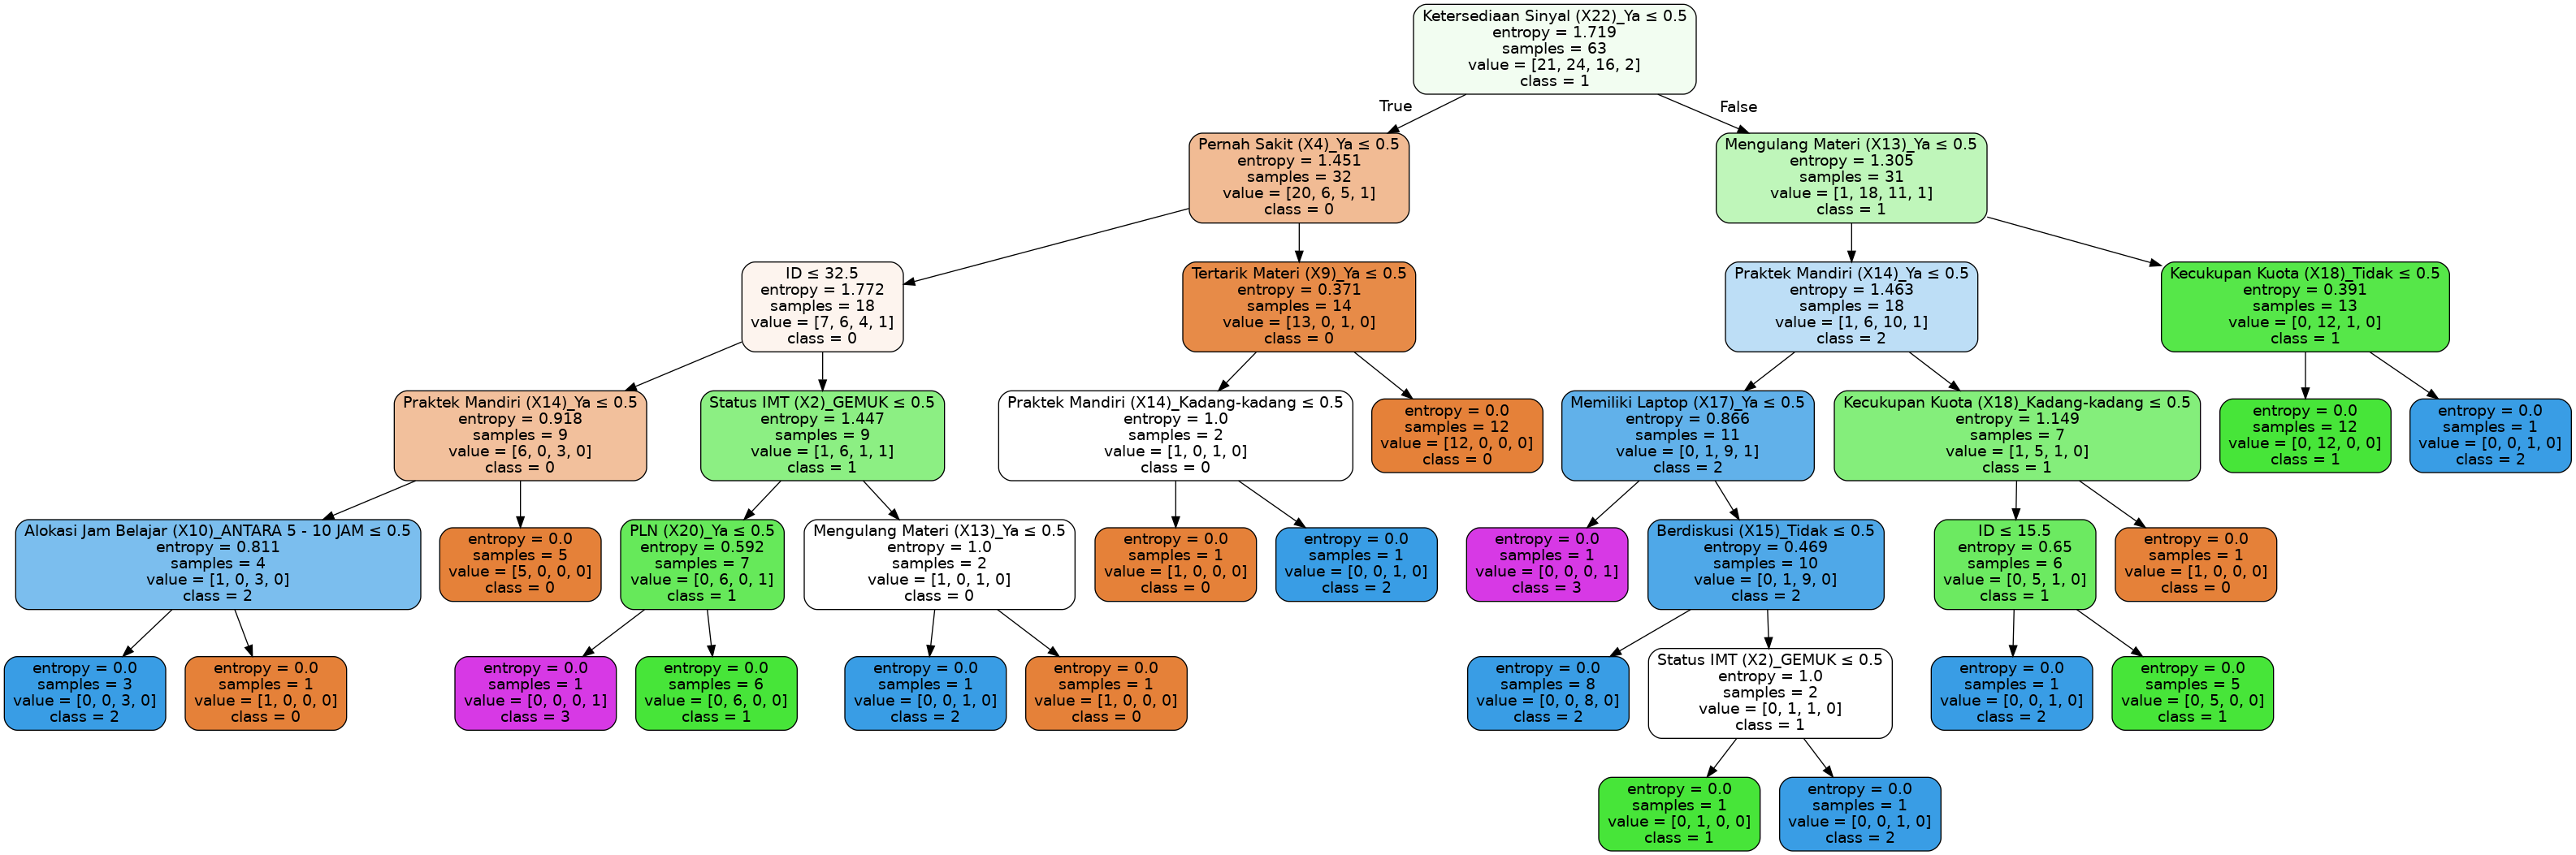 Ketersediaan Sinyal (X22)_Ya ≤ 0.5
entropy = 1.719
samples = 63
value = [21, 24, 16, 2]
class = 1
True
False
Pernah Sakit (X4)_Ya ≤ 0.5
entropy = 1.451
samples = 32
value = [20, 6, 5, 1]
class = 0
Mengulang Materi (X13)_Ya ≤ 0.5
entropy = 1.305
samples = 31
value = [1, 18, 11, 1]
class = 1
ID ≤ 32.5
entropy = 1.772
samples = 18
value = [7, 6, 4, 1]
class = 0
Tertarik Materi (X9)_Ya ≤ 0.5
entropy = 0.371
samples = 14
value = [13, 0, 1, 0]
class = 0
Praktek Mandiri (X14)_Ya ≤ 0.5
entropy = 1.463
samples = 18
value = [1, 6, 10, 1]
class = 2
Kecukupan Kuota (X18)_Tidak ≤ 0.5
entropy = 0.391
samples = 13
value = [0, 12, 1, 0]
class = 1
Praktek Mandiri (X14)_Ya ≤ 0.5
entropy = 0.918
samples = 9
value = [6, 0, 3, 0]
class = 0
Status IMT (X2)_GEMUK ≤ 0.5
entropy = 1.447
samples = 9
value = [1, 6, 1, 1]
class = 1
Praktek Mandiri (X14)_Kadang-kadang ≤ 0.5
entropy = 1.0
samples = 2
value = [1, 0, 1, 0]
class = 0
entropy = 0.0
samples = 12
value = [12, 0, 0, 0]
class = 0
Memiliki Laptop (X17)_Ya ≤ 0.5
entropy = 0.866
samples = 11
value = [0, 1, 9, 1]
class = 2
Kecukupan Kuota (X18)_Kadang-kadang ≤ 0.5
entropy = 1.149
samples = 7
value = [1, 5, 1, 0]
class = 1
entropy = 0.0
samples = 12
value = [0, 12, 0, 0]
class = 1
entropy = 0.0
samples = 1
value = [0, 0, 1, 0]
class = 2
Alokasi Jam Belajar (X10)_ANTARA 5 - 10 JAM ≤ 0.5
entropy = 0.811
samples = 4
value = [1, 0, 3, 0]
class = 2
entropy = 0.0
samples = 5
value = [5, 0, 0, 0]
class = 0
PLN (X20)_Ya ≤ 0.5
entropy = 0.592
samples = 7
value = [0, 6, 0, 1]
class = 1
Mengulang Materi (X13)_Ya ≤ 0.5
entropy = 1.0
samples = 2
value = [1, 0, 1, 0]
class = 0
entropy = 0.0
samples = 1
value = [1, 0, 0, 0]
class = 0
entropy = 0.0
samples = 1
value = [0, 0, 1, 0]
class = 2
entropy = 0.0
samples = 1
value = [0, 0, 0, 1]
class = 3
Berdiskusi (X15)_Tidak ≤ 0.5
entropy = 0.469
samples = 10
value = [0, 1, 9, 0]
class = 2
ID ≤ 15.5
entropy = 0.65
samples = 6
value = [0, 5, 1, 0]
class = 1
entropy = 0.0
samples = 1
value = [1, 0, 0, 0]
class = 0
entropy = 0.0
samples = 3
value = [0, 0, 3, 0]
class = 2
entropy = 0.0
samples = 1
value = [1, 0, 0, 0]
class = 0
entropy = 0.0
samples = 1
value = [0, 0, 0, 1]
class = 3
entropy = 0.0
samples = 6
value = [0, 6, 0, 0]
class = 1
entropy = 0.0
samples = 1
value = [0, 0, 1, 0]
class = 2
entropy = 0.0
samples = 1
value = [1, 0, 0, 0]
class = 0
entropy = 0.0
samples = 8
value = [0, 0, 8, 0]
class = 2
Status IMT (X2)_GEMUK ≤ 0.5
entropy = 1.0
samples = 2
value = [0, 1, 1, 0]
class = 1
entropy = 0.0
samples = 1
value = [0, 0, 1, 0]
class = 2
entropy = 0.0
samples = 5
value = [0, 5, 0, 0]
class = 1
entropy = 0.0
samples = 1
value = [0, 1, 0, 0]
class = 1
entropy = 0.0
samples = 1
value = [0, 0, 1, 0]
class = 2